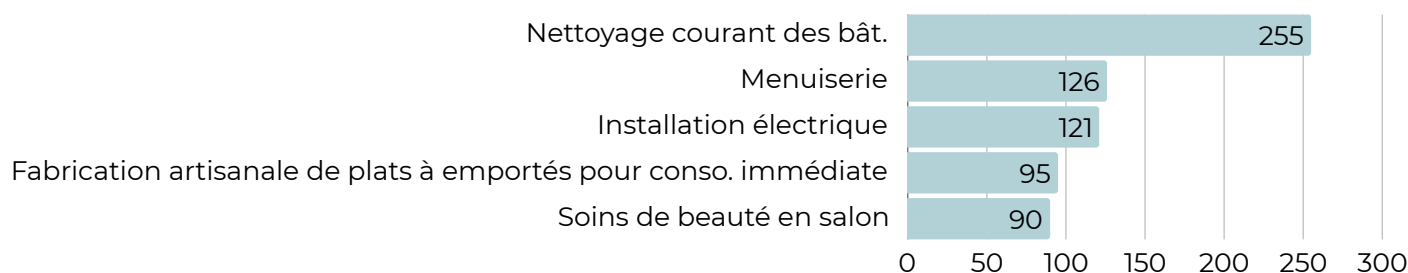 Nettoyage courant des bât. 255
Menuiserie 126
Installation électrique 121
Fabrication artisanale de plats à emportés pour conso. immédiate 95
Soins de beauté en salon 90
0 50 100 150 200 250 300